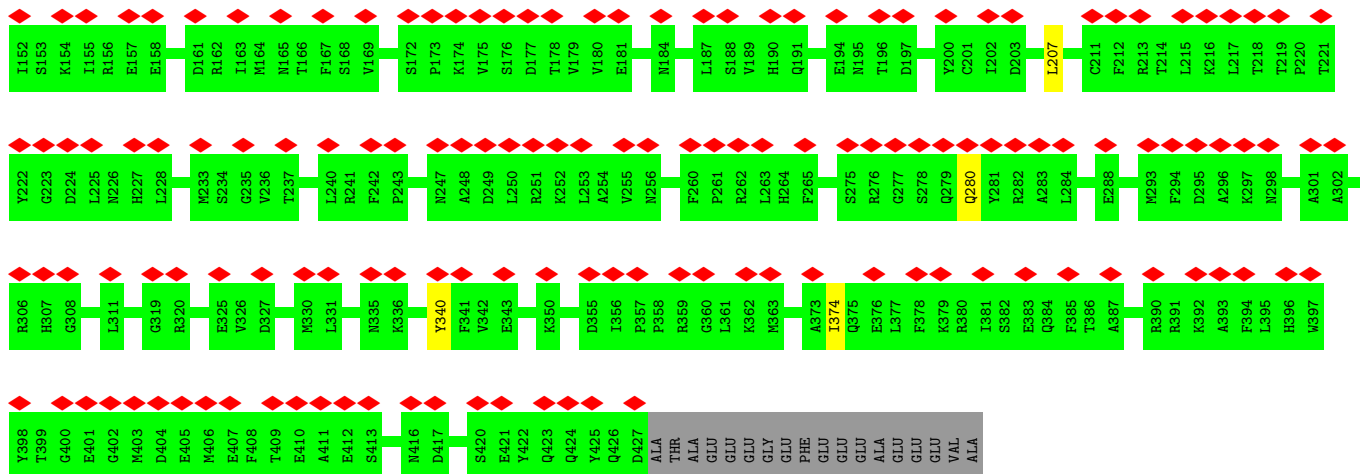 I152 S153 K154 I155 R156 E157 E158 D161 R162 I163 M164 N165 T166 F167 S168 V169 S172 P173 K174 V175 S176 D177 T178 V179 V180 E181 N184 L187 S188 V189 H190 Q191 E194 N195 T196 D197 Y200 C201 I202 D203 L207 C211 F212 R213 T214 L215 K216 L217 T218 T219 P220 T221
Y222 G223 D224 L225 N226 H227 L228 M233 S234 G235 V236 T237 L240 R241 F242 P243 N247 A248 D249 L250 R251 K252 L253 A254 V255 N256 F260 P261 R262 L263 H264 F265 S275 R276 G277 S278 Q279 Q280 Y281 R282 A283 L284 E288 M293 F294 D295 A296 K297 N298 A301 A302
R306 H307 G308 L311 G319 R320 E325 V326 D327 M330 L331 N335 K336 Y340 F341 V342 E343 K350 D355 I356 P357 P358 R359 G360 L361 K362 M363 A373 I374 Q375 E376 L377 F378 K379 R380 I381 S382 E383 Q384 F385 T386 A387 R390 R391 K392 A393 F394 L395 H396 W397
Y398 T399 G400 E401 G402 M403 D404 E405 M406 E407 F408 T409 E410 A411 E412 S413 N416 D417 S420 E421 Y422 Q423 Q424 Y425 Q426 D427 ALA THR ALA GLU GLU GLU GLY GLU PHE GLU GLU GLU ALA GLU GLU GLU VAL ALA